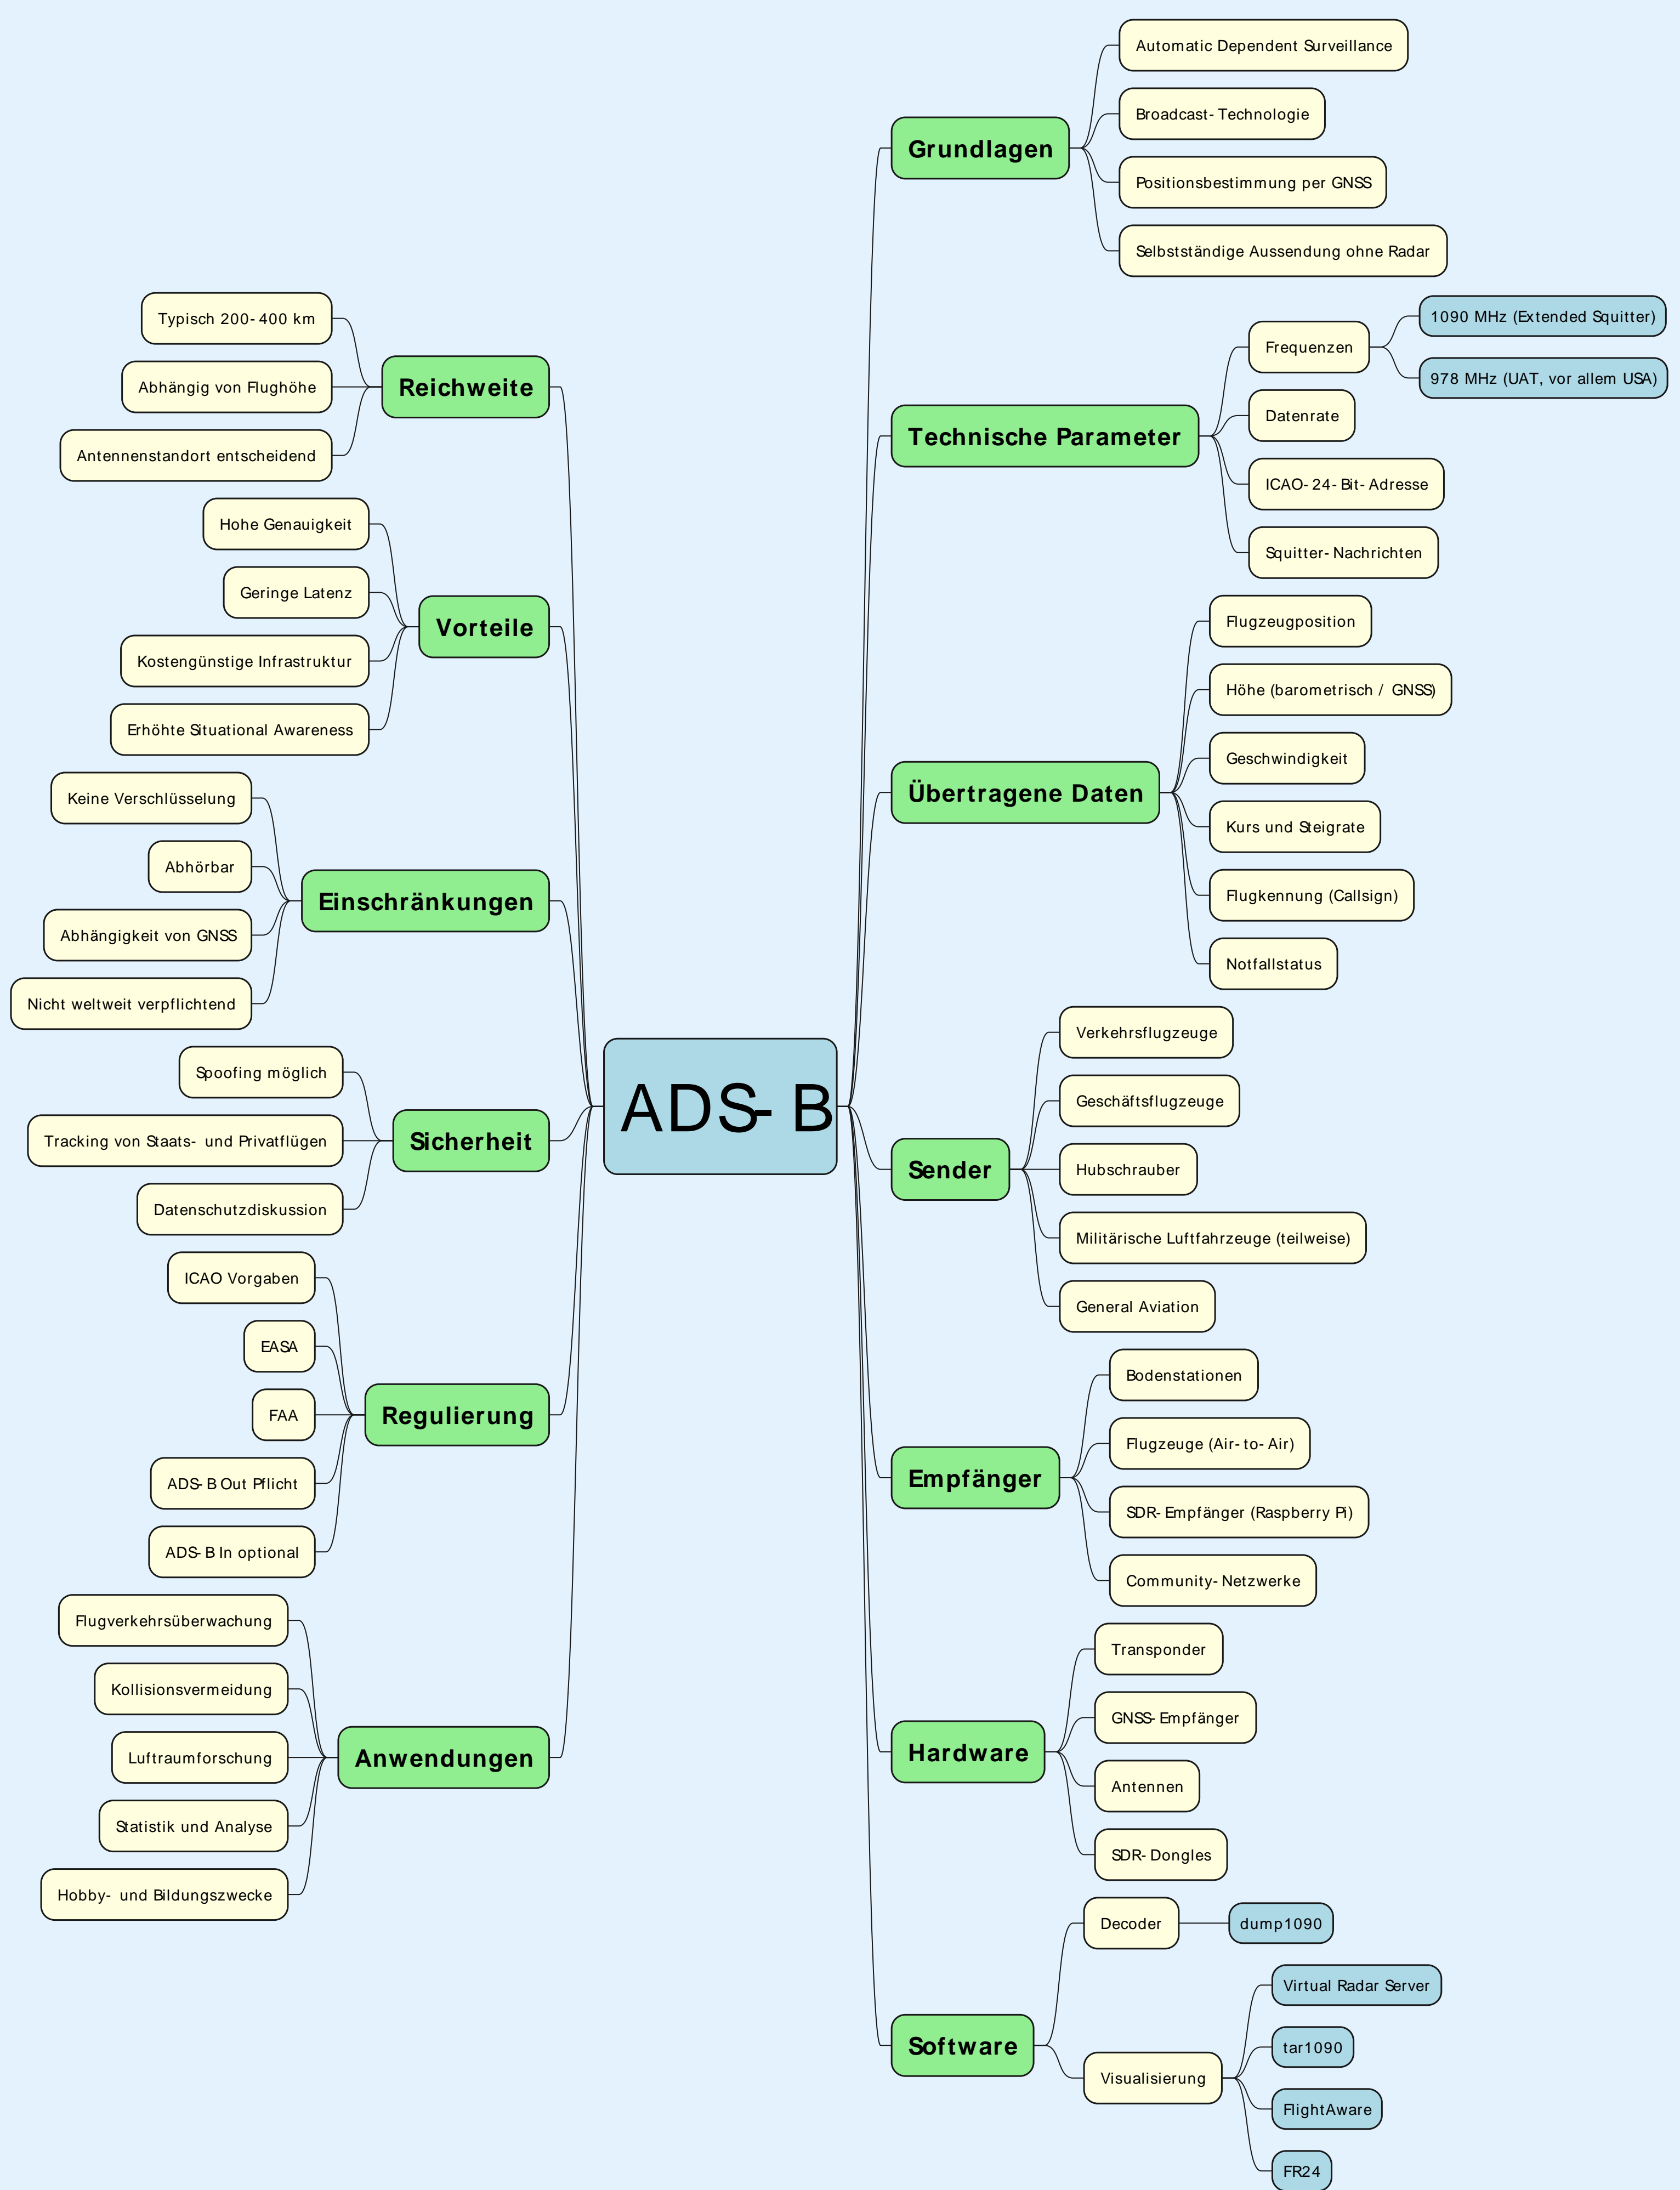 ADS-B
Grundlagen
Automatic Dependent Surveillance
Broadcast-Technologie
Positionsbestimmung per GNSS
Selbstständige Aussendung ohne Radar
Technische Parameter
Frequenzen
1090 MHz (Extended Squitter)
978 MHz (UAT, vor allem USA)
Datenrate
ICAO-24-Bit-Adresse
Squitter-Nachrichten
Übertragene Daten
Flugzeugposition
Höhe (barometrisch / GNSS)
Geschwindigkeit
Kurs und Steigrate
Flugkennung (Callsign)
Notfallstatus
Sender
Verkehrsflugzeuge
Geschäftsflugzeuge
Hubschrauber
Militärische Luftfahrzeuge (teilweise)
General Aviation
Empfänger
Bodenstationen
Flugzeuge (Air-to-Air)
SDR-Empfänger (Raspberry Pi)
Community-Netzwerke
Hardware
Transponder
GNSS-Empfänger
Antennen
SDR-Dongles
Software
Decoder
dump1090
Visualisierung
Virtual Radar Server
tar1090
FlightAware
FR24
Reichweite
Typisch 200-400 km
Abhängig von Flughöhe
Antennenstandort entscheidend
Vorteile
Hohe Genauigkeit
Geringe Latenz
Kostengünstige Infrastruktur
Erhöhte Situational Awareness
Einschränkungen
Keine Verschlüsselung
Abhörbar
Abhängigkeit von GNSS
Nicht weltweit verpflichtend
Sicherheit
Spoofing möglich
Tracking von Staats- und Privatflügen
Datenschutzdiskussion
Regulierung
ICAO Vorgaben
EASA
FAA
ADS-B Out Pflicht
ADS-B In optional
Anwendungen
Flugverkehrsüberwachung
Kollisionsvermeidung
Luftraumforschung
Statistik und Analyse
Hobby- und Bildungszwecke